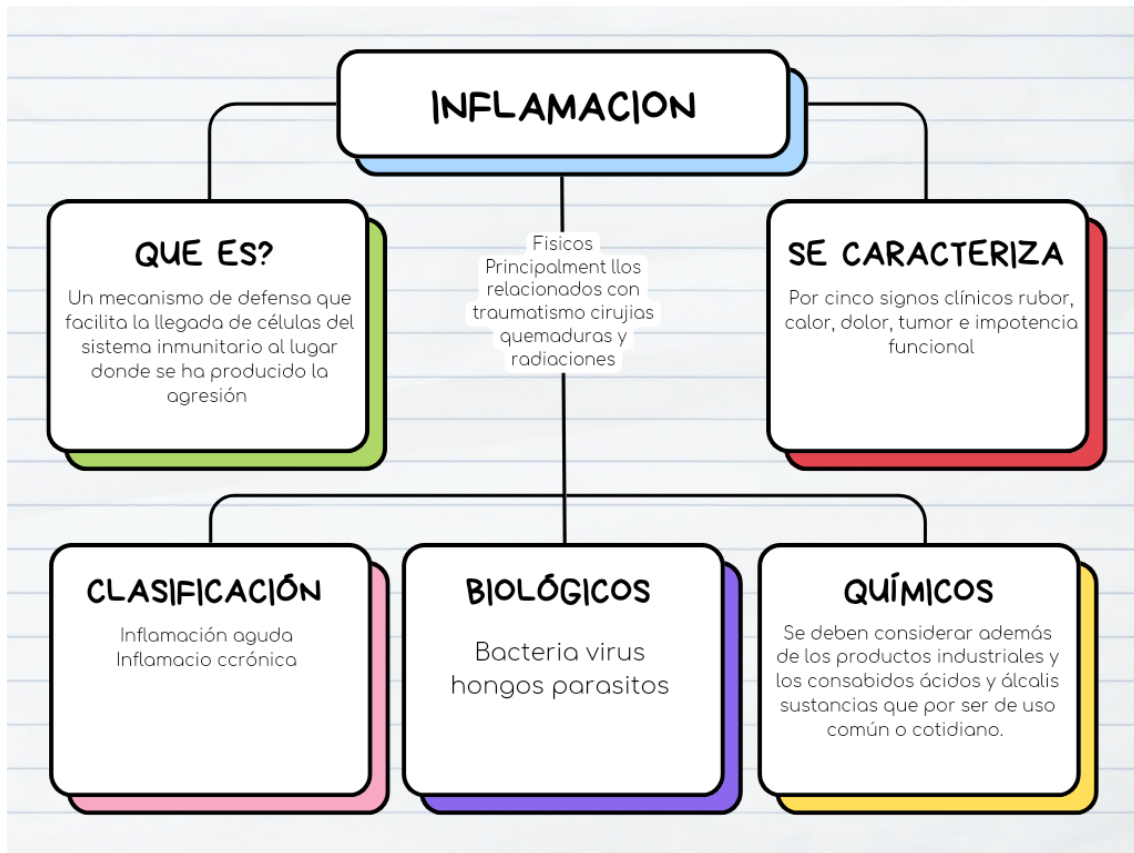 INFLAMACION
QUE ES?
Un mecanismo de defensa que
facilita la llegada de células del
sistema inmunitario al lugar
donde se ha producido la
agresión
Fisicos
Principalment llos
relacionados con
traumatismo cirujias
quemaduras y
radiaciones
SE CARACTERIZA
Por cinco signos clínicos rubor,
calor, dolor, tumor e impotencia
funcional
CLASIFICACIÓN
Inflamación aguda
Inflamacio ccrónica
BIOLÓGICOS
Bacteria virus
hongos parasitos
QUÍMICOS
Se deben considerar además
de los productos industriales y
los consabidos ácidos y álcalis
sustancias que por ser de uso
común o cotidiano.